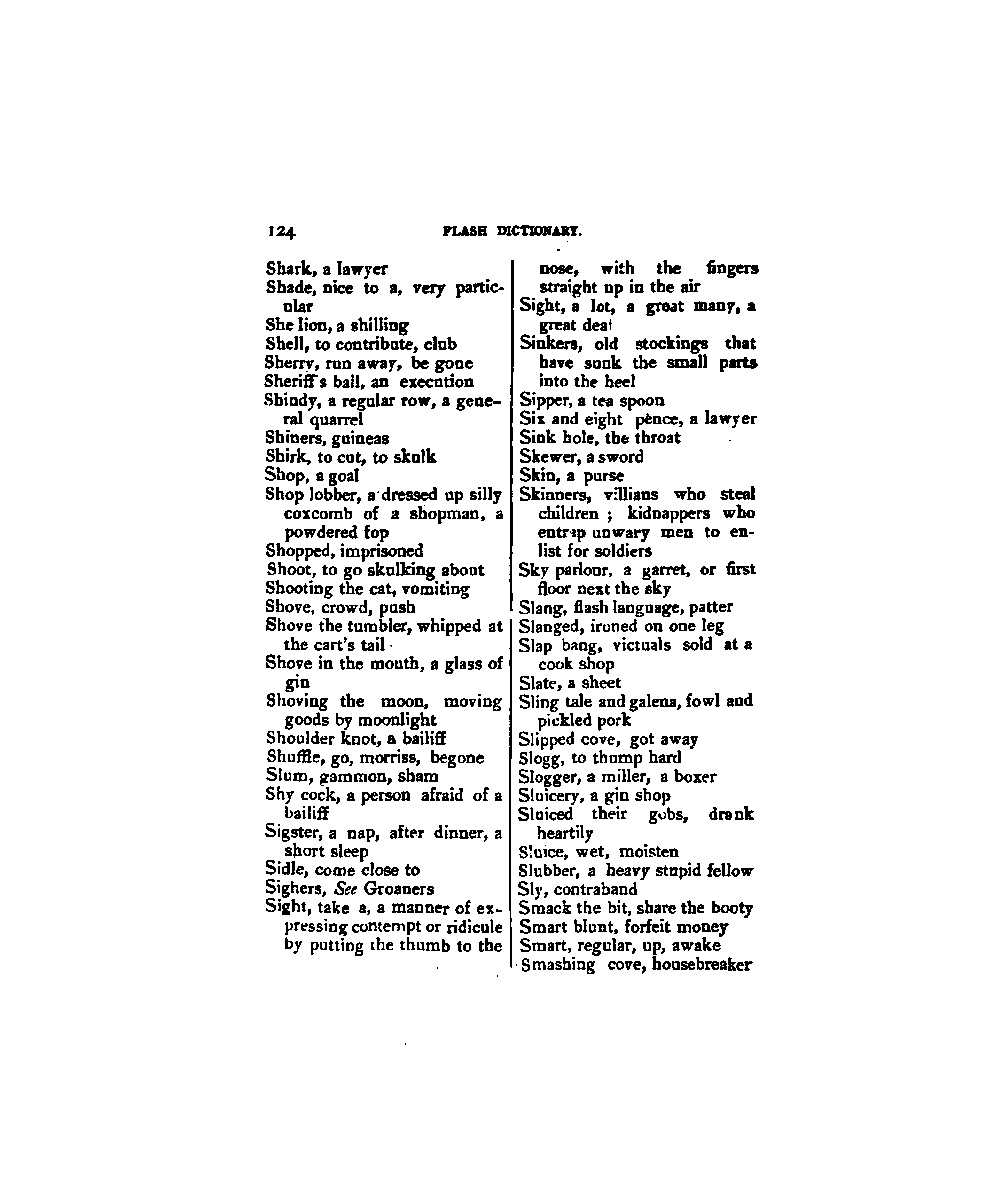 124 FLASH DICTIONARY.
Shark, a lawyer
Shade, nice to a, very partic-
ular
She lion, a shilling
Shell, to contribute, club
Sherry, run away, be gone
Sheriff's ball, an execution
Shindy, a regular row, a gene-
ral quarrel
Shiners, guineas
Shirk, to cut, to skulk
Shop, a goal
Shop lobber, a dressed up silly
coxcomb of a shopman, a
powdered fop
Shopped, imprisoned
Shoot, to go skulking about
Shooting the cat, vomiting
Shove, crowd, push
Shove the tumbler, whipped at
the cart's tail
Shove in the mouth, a glass of
gin
Shoving the moon, moving
goods by moonlight
Shoulder knot, a bailiff
Shuffle, go, morriss, begone
Slum, gammon, sham
Shy cock, a person afraid of a
bailiff
Sigster, a nap, after dinner, a
short sleep
Sidle, come close to
Sighers, See Groaners
Sight, take a, a manner of ex-
pressing contempt or ridicule
by putting the thumb to the
nose, with the fingers
straight up in the air
Sight, a lot, a great many, a
great deal
Sinkers, old stockings that
have sunk the small parts
into the heel
Sipper, a tea spoon
Six and eight pence, a lawyer
Sink hole, the throat
Skewer, a sword
Skin, a purse
Skinners, villians who steal
children ; kidnappers who
entrap unwary men to en-
list for soldiers
Sky parlour, a garret, or first
floor next the sky
Slang, flash language, patter
Slanged, ironed on one leg
Slap bang, victuals sold at a
cook shop
Slate, a sheet
Sling tale and galena, fowl and
pickled pork
Slipped cove, got away
Slogg, to thump hard
Slogger, a miller, a boxer
Sluicery, a gin shop
Sluiced their gobs, drank
heartily
Sluice, wet, moisten
Slubber, a heavy stupid fellow
Sly, contraband
Smack the bit, share the booty
Smart blunt, forfeit money
Smart, regular, up, awake
Smashing cove, housebreaker